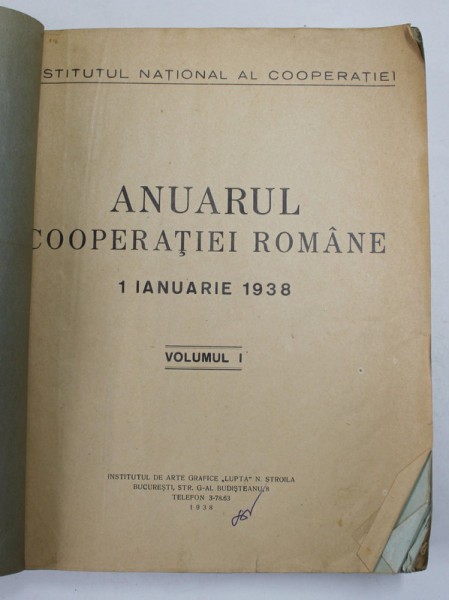 STITUTUL NAȚIONAL AL COOPERAȚIEI
ANUARUL
COOPERAȚIEI ROMÂNE
1 IANUARIE 1938
VOLUMUL I
INSTITUTUL DE ARTE GRAFICE „LUPTA" N. STROILA
BUCUREȘTI, STR. G-AL BUDIȘTEANU, 8
TELEFON 3-79/63
1938